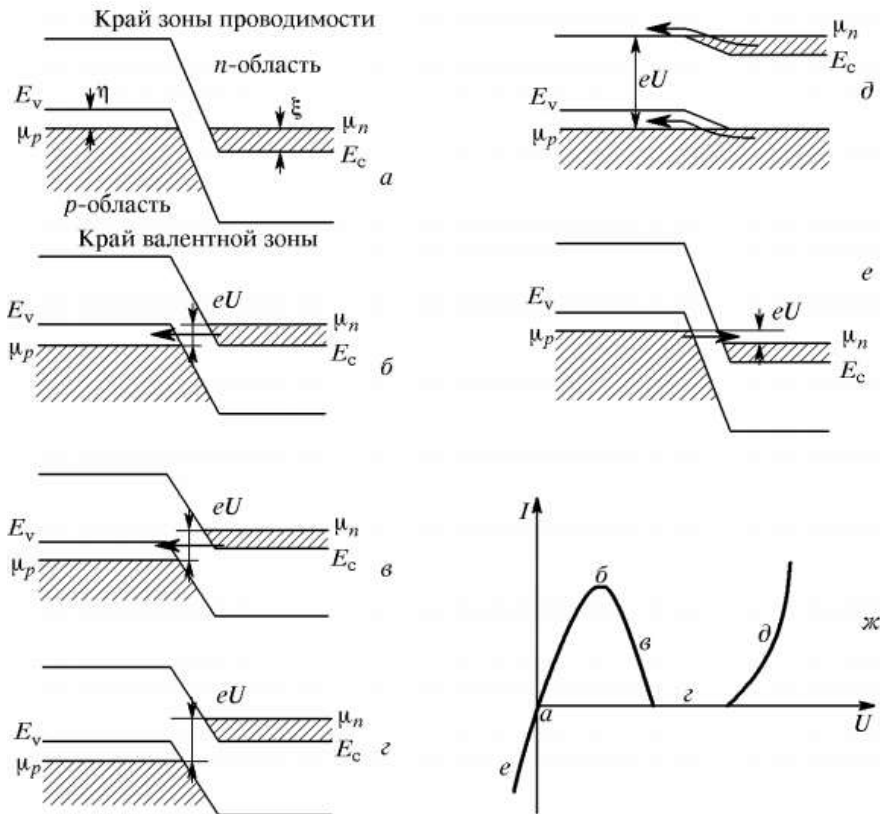 Край зоны проводимости
n-область
E_v
η
ξ
μ_p
μ_n
E_c
а
p-область
Край валентной зоны
E_v
eU
μ_n
μ_p
E_c
б
E_v
eU
μ_n
μ_p
E_c
в
eU
μ_n
E_v
E_c
μ_p
г
μ_n
E_c
eU
E_v
μ_p
д
е
E_v
eU
μ_p
μ_n
E_c
I
б
в
д
ж
г
а
U
е